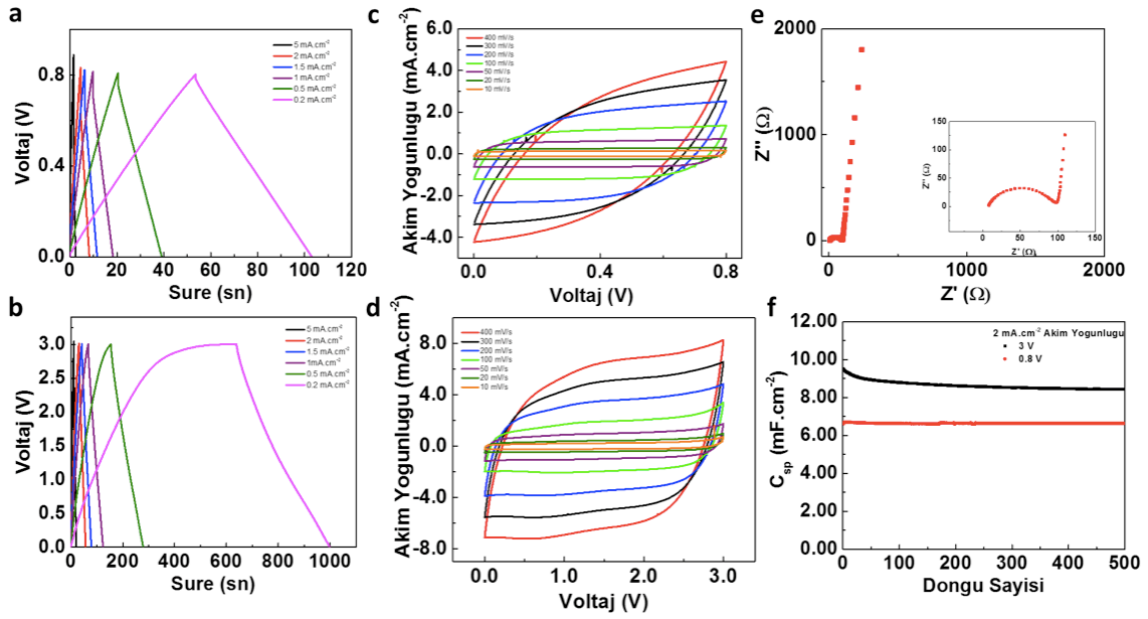 a
Voltaj (V)
0.8
0.4
0.0
0 20 40 60 80 100 120
Sure (sn)
5 mA.cm⁻²
2 mA.cm⁻²
1.5 mA.cm⁻²
1 mA.cm⁻²
0.5 mA.cm⁻²
0.2 mA.cm⁻²
b
Voltaj (V)
3.0
2.5
2.0
1.5
1.0
0.5
0.0
0 200 400 600 800 1000
Sure (sn)
5 mA.cm⁻²
2 mA.cm⁻²
1.5 mA.cm⁻²
1mA.cm⁻²
0.5 mA.cm⁻²
0.2 mA.cm⁻²
c
Akim Yogunlugu (mA.cm⁻²)
6.0
4.0
2.0
0.0
-2.0
-4.0
0.0 0.4 0.8
Voltaj (V)
400 mV/s
300 mV/s
200 mV/s
100 mV/s
50 mV/s
20 mV/s
10 mV/s
d
Akim Yogunlugu (mA.cm⁻²)
8.0
4.0
0.0
-4.0
-8.0
0.0 1.0 2.0 3.0
Voltaj (V)
400 mV/s
300 mV/s
200 mV/s
100 mV/s
50 mV/s
20 mV/s
10 mV/s
e
Z'' (Ω)
2000
1000
0
0 1000 2000
Z' (Ω)
Z'' (Ω)
150
100
50
0
0 50 100 150
Z' (Ω)
f
C_sp (mF.cm⁻²)
12.00
10.00
8.00
6.00
4.00
2.00
0.00
0 100 200 300 400 500
Dongu Sayisi
2 mA.cm⁻² Akim Yogunlugu
3 V
0.8 V